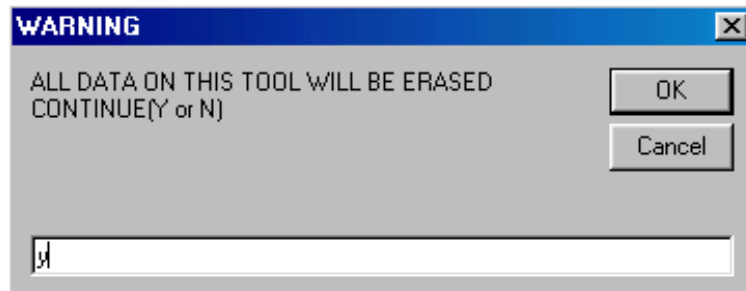 WARNING
ALL DATA ON THIS TOOL WILL BE ERASED
CONTINUE(Y or N)
OK
Cancel
y